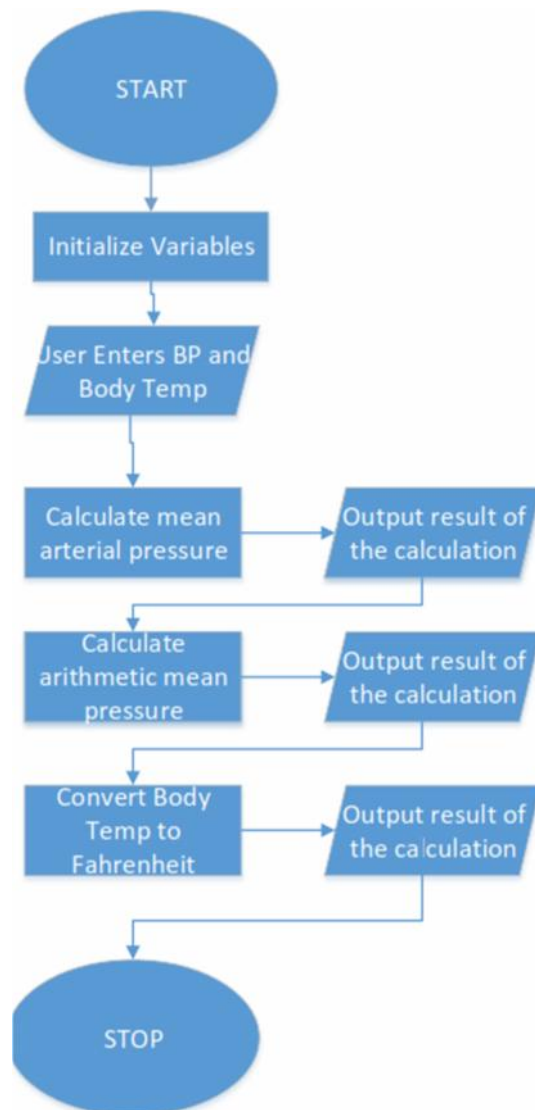 START
Initialize Variables
User Enters BP and
Body Temp
Calculate mean
arterial pressure
Output result of
the calculation
Calculate
arithmetic mean
pressure
Output result of
the calculation
Convert Body
Temp to
Fahrenheit
Output result of
the calculation
STOP